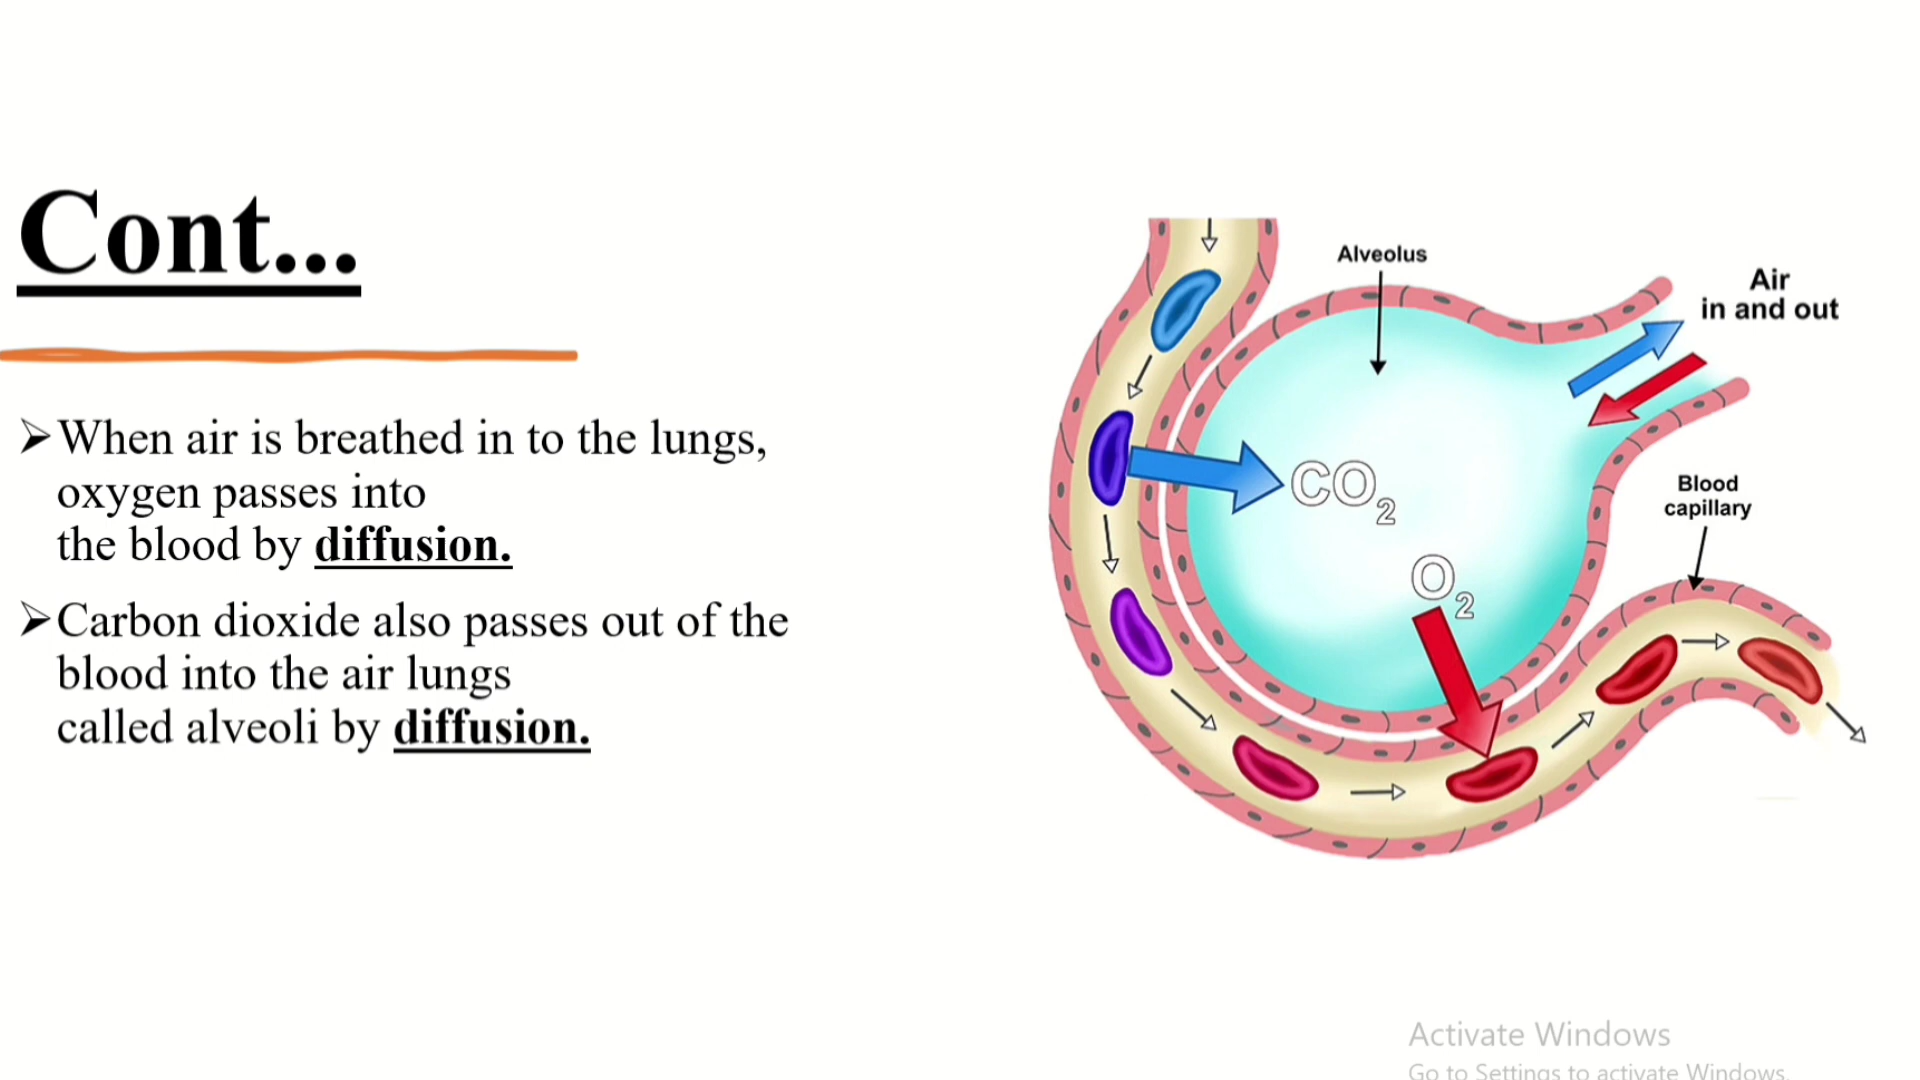 Cont...
➢When air is breathed in to the lungs,
oxygen passes into
the blood by diffusion.
➢Carbon dioxide also passes out of the
blood into the air lungs
called alveoli by diffusion.
Alveolus
Air
in and out
CO2
O2
Blood
capillary
Activate Windows
Go to Settings to activate Windows.